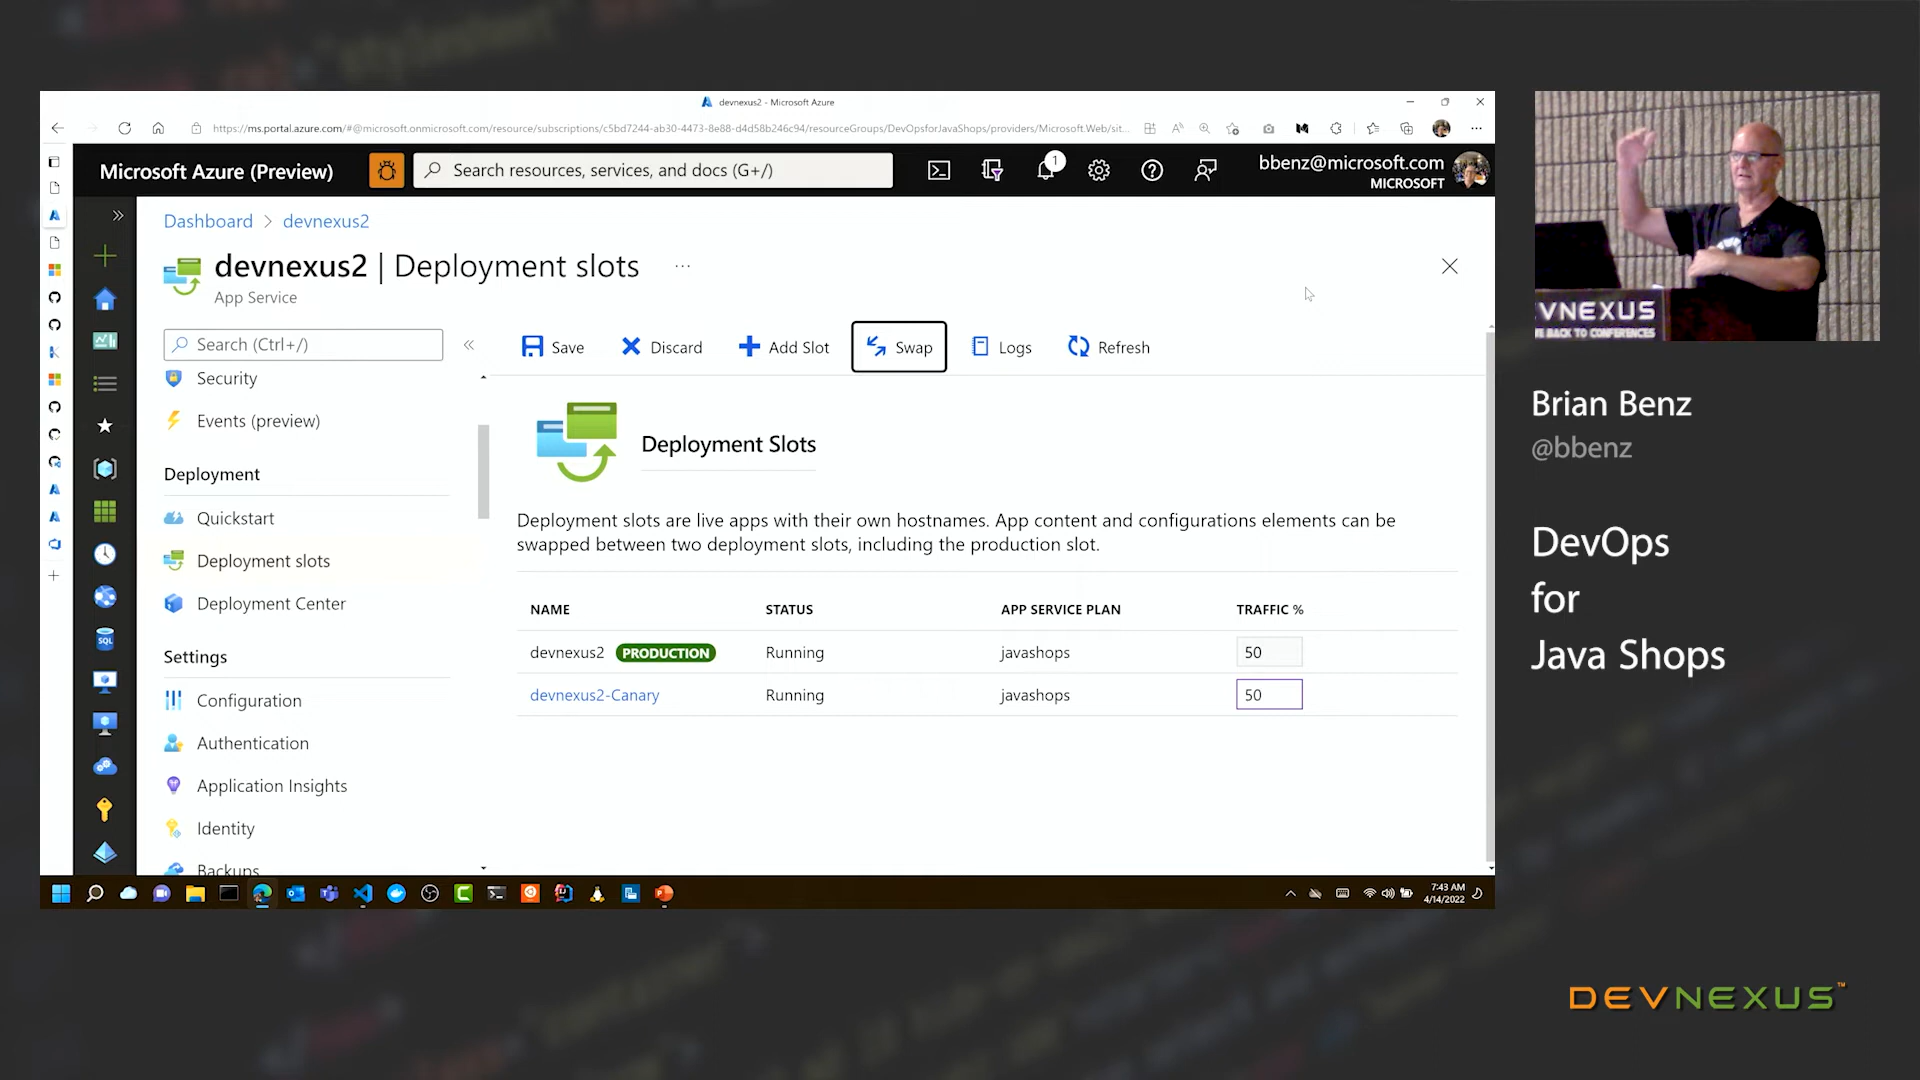 devnexus2 - Microsoft Azure
https://ms.portal.azure.com/#@microsoft.onmicrosoft.com/resource/subscriptions/c5bd7244-ab30-4473-8e88-d4d58b246c94/resourceGroups/DevOpsforJavaShops/providers/Microsoft.Web/sit...
Microsoft Azure (Preview)
Search resources, services, and docs (G+/)
1
bbenz@microsoft.com
MICROSOFT
Dashboard > devnexus2
devnexus2 | Deployment slots ...
App Service
Search (Ctrl+/)
Save
Discard
Add Slot
Swap
Logs
Refresh
Security
Events (preview)
Deployment
Quickstart
Deployment slots
Deployment Center
Settings
Configuration
Authentication
Application Insights
Identity
Backups
Deployment Slots
Deployment slots are live apps with their own hostnames. App content and configurations elements can be
swapped between two deployment slots, including the production slot.
NAME STATUS APP SERVICE PLAN TRAFFIC %
devnexus2 PRODUCTION Running javashops 50
devnexus2-Canary Running javashops 50
SQL
7:43 AM
4/14/2022
VNEXUS
BACK TO CONFERENCES
Brian Benz
@bbenz
DevOps
for
Java Shops
DEVNEXUS™